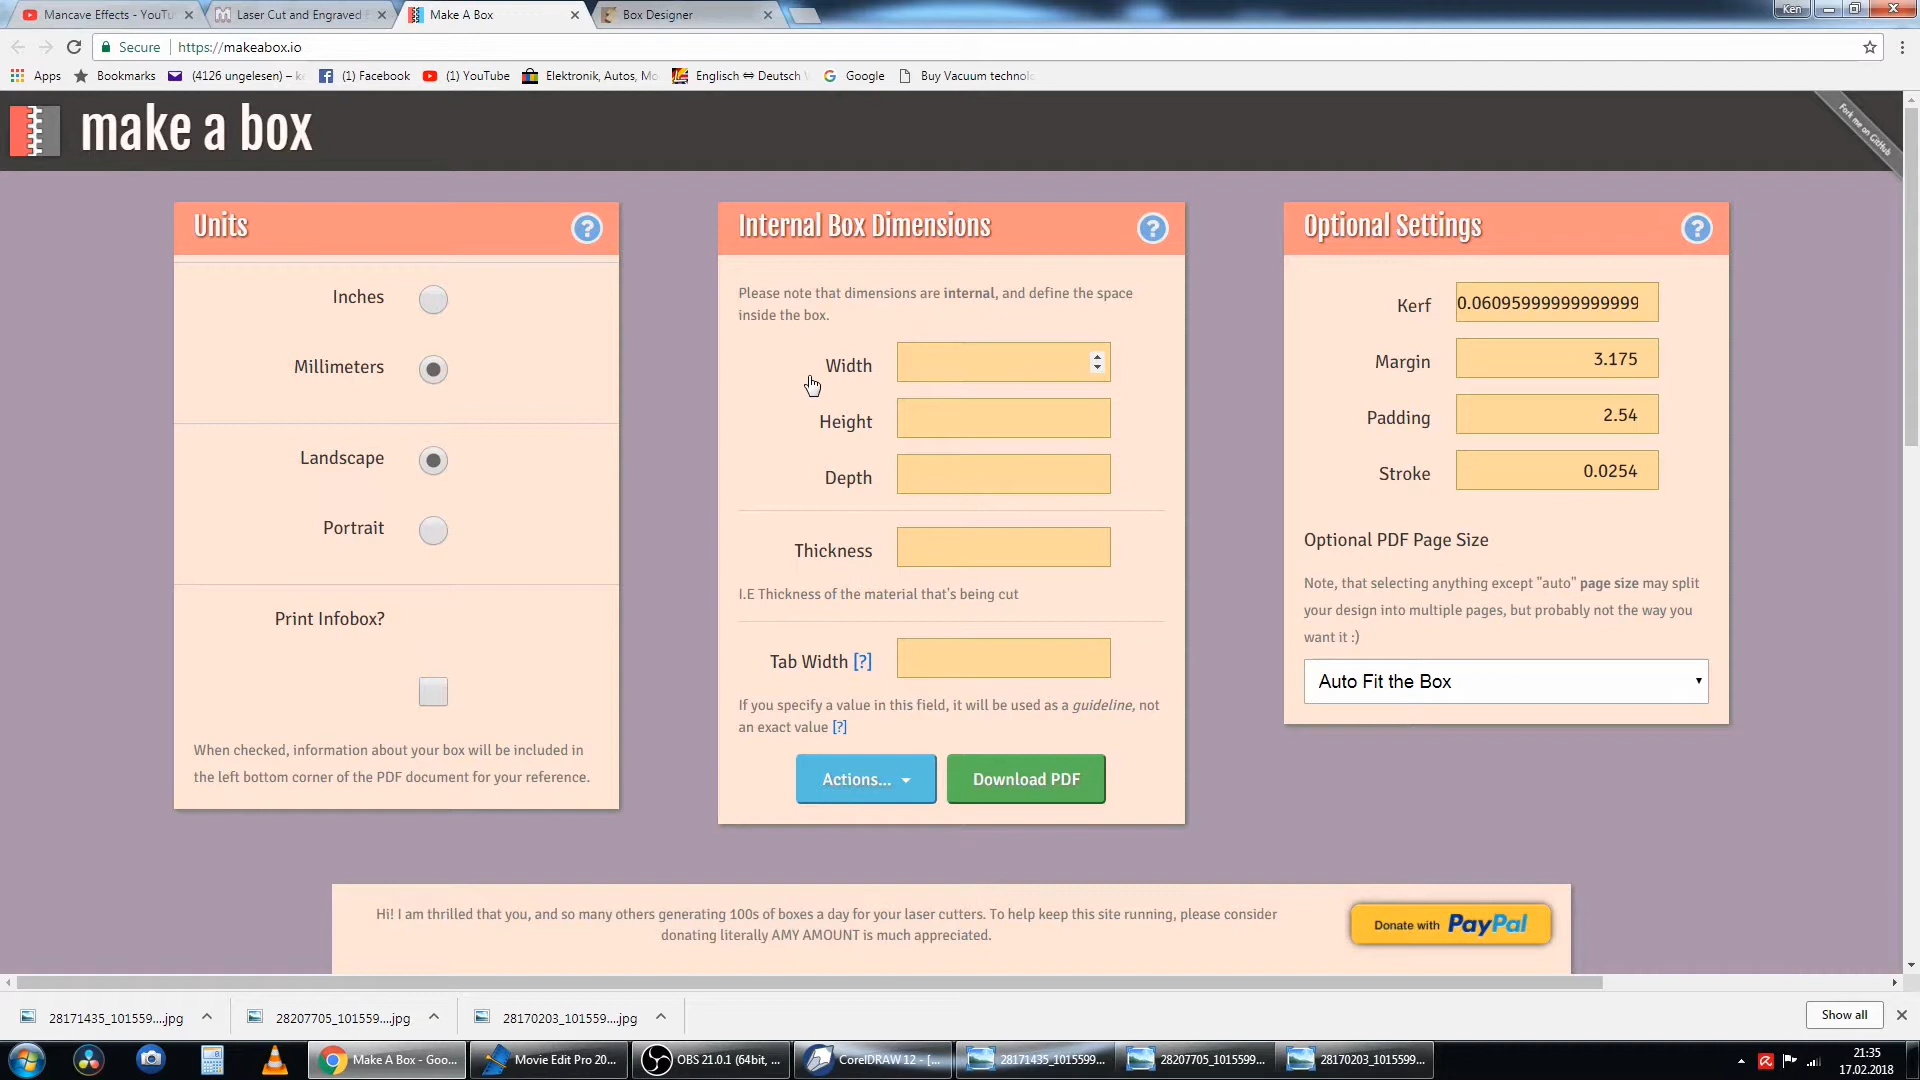 Mancave Effects - YouTu
Laser Cut and Engraved
Make A Box
Box Designer
Ken
Secure
https://makeabox.io
Apps
Bookmarks
(4126 ungelesen) – k
(1) Facebook
(1) YouTube
Elektronik, Autos, Mo
Englisch ⇔ Deutsch
Google
Buy Vacuum technol
make a box
Fork me on GitHub
Units
?
Inches
Millimeters
Landscape
Portrait
Print Infobox?
When checked, information about your box will be included in
the left bottom corner of the PDF document for your reference.
Internal Box Dimensions
?
Please note that dimensions are internal, and define the space
inside the box.
Width
Height
Depth
Thickness
I.E Thickness of the material that's being cut
Tab Width [?]
If you specify a value in this field, it will be used as a guideline, not
an exact value [?]
Actions...
Download PDF
Optional Settings
?
Kerf 0.06095999999999999
Margin 3.175
Padding 2.54
Stroke 0.0254
Optional PDF Page Size
Note, that selecting anything except "auto" page size may split
your design into multiple pages, but probably not the way you
want it :)
Auto Fit the Box
Hi! I am thrilled that you, and so many others generating 100s of boxes a day for your laser cutters. To help keep this site running, please consider
donating literally AMY AMOUNT is much appreciated.
Donate with PayPal
28171435_101559....jpg
28207705_101559....jpg
28170203_101559....jpg
Show all
Make A Box - Goo...
Movie Edit Pro 20...
OBS 21.0.1 (64bit, ...
CorelDRAW 12 - [...
28171435_1015599...
28207705_1015599...
28170203_1015599...
21:35
17.02.2018